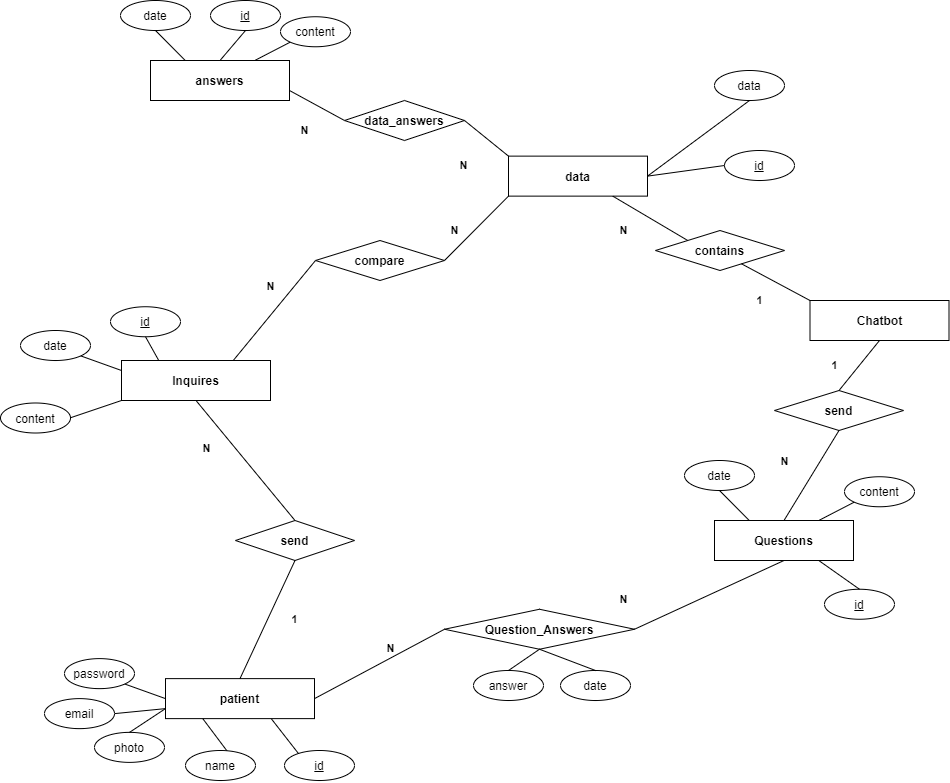 date
id
content
answers
data_answers
N
N
data
id
data
N
N
contains
compare
1
N
Chatbot
id
date
Inquires
content
1
send
N
N
date
content
Questions
send
id
N
1
Question_Answers
N
answer
date
password
email
photo
patient
name
id